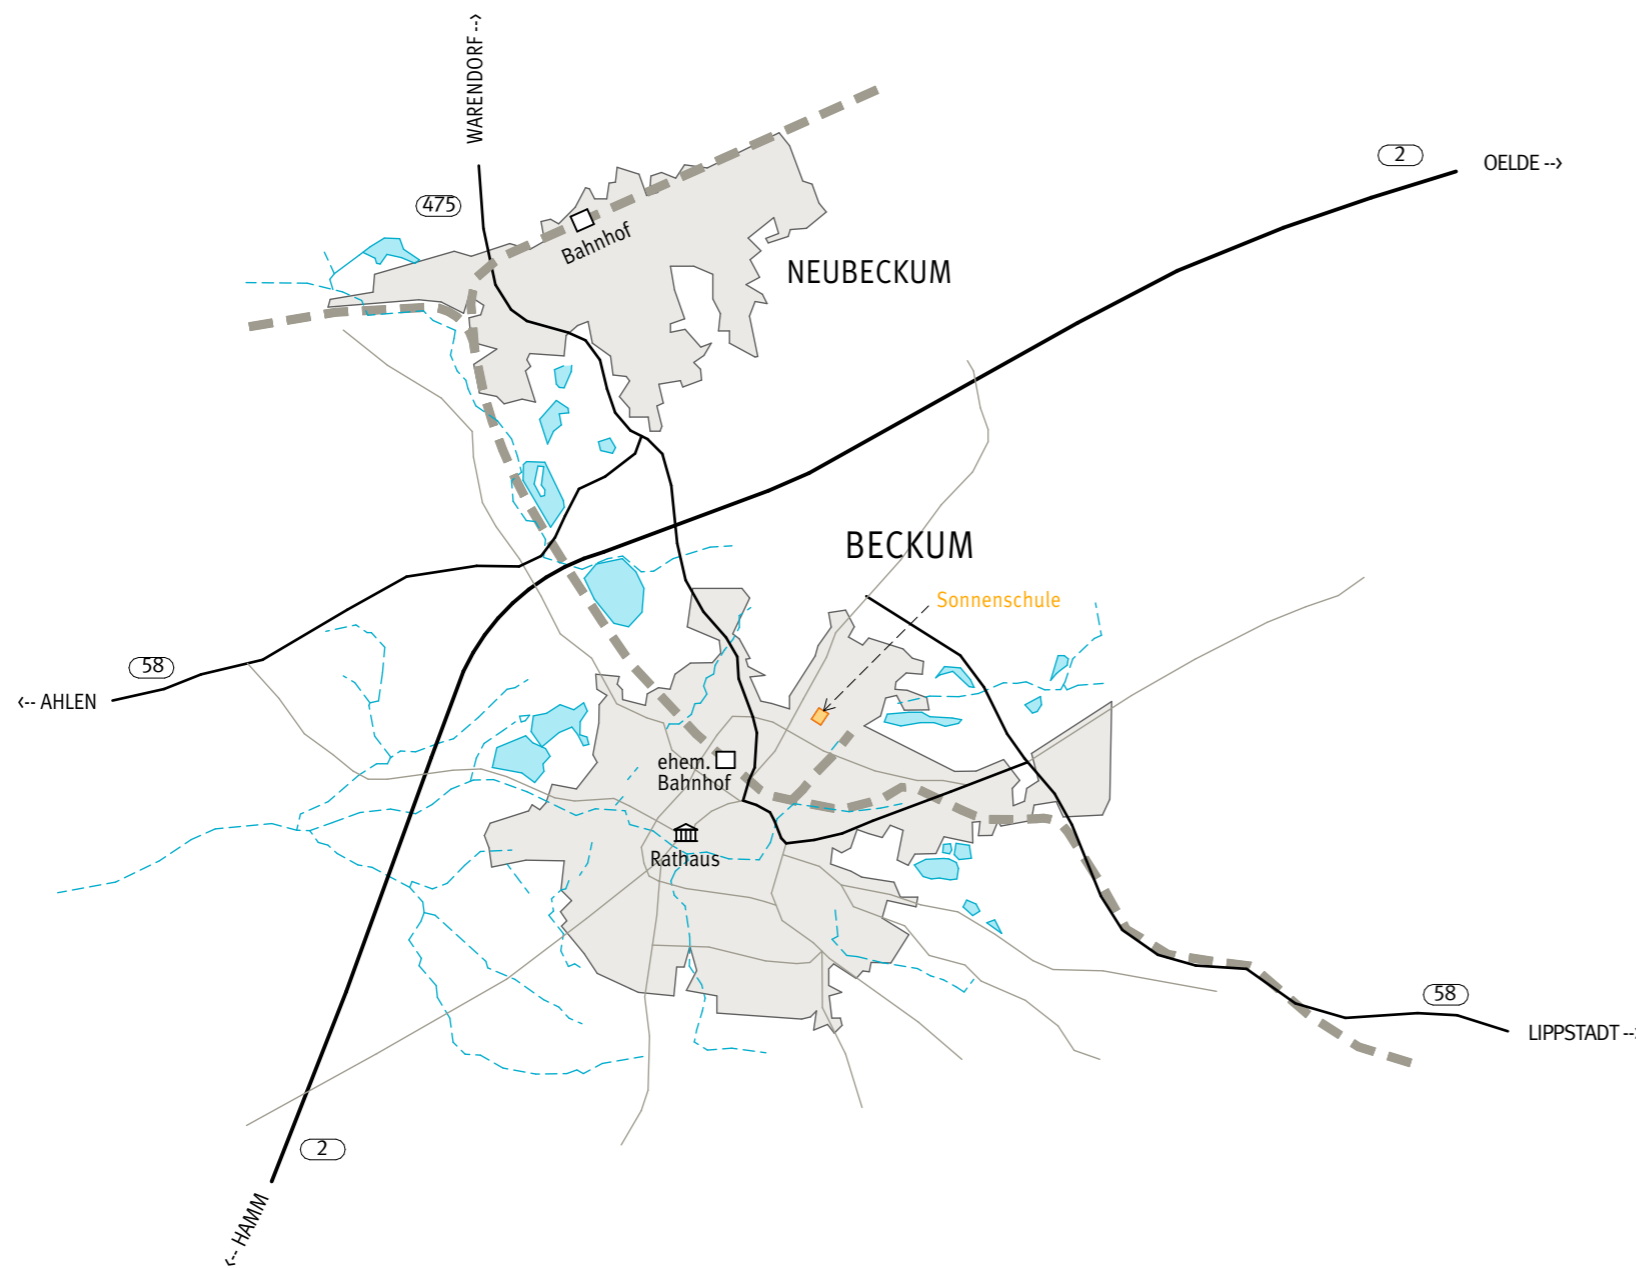 WARENDORF -->
2
OELDE -->
475
Bahnhof
NEUBECKUM
BECKUM
Sonnenschule
58
<-- AHLEN
ehem.
Bahnhof
Rathaus
58
LIPPSTADT --
2
<-- HAMM